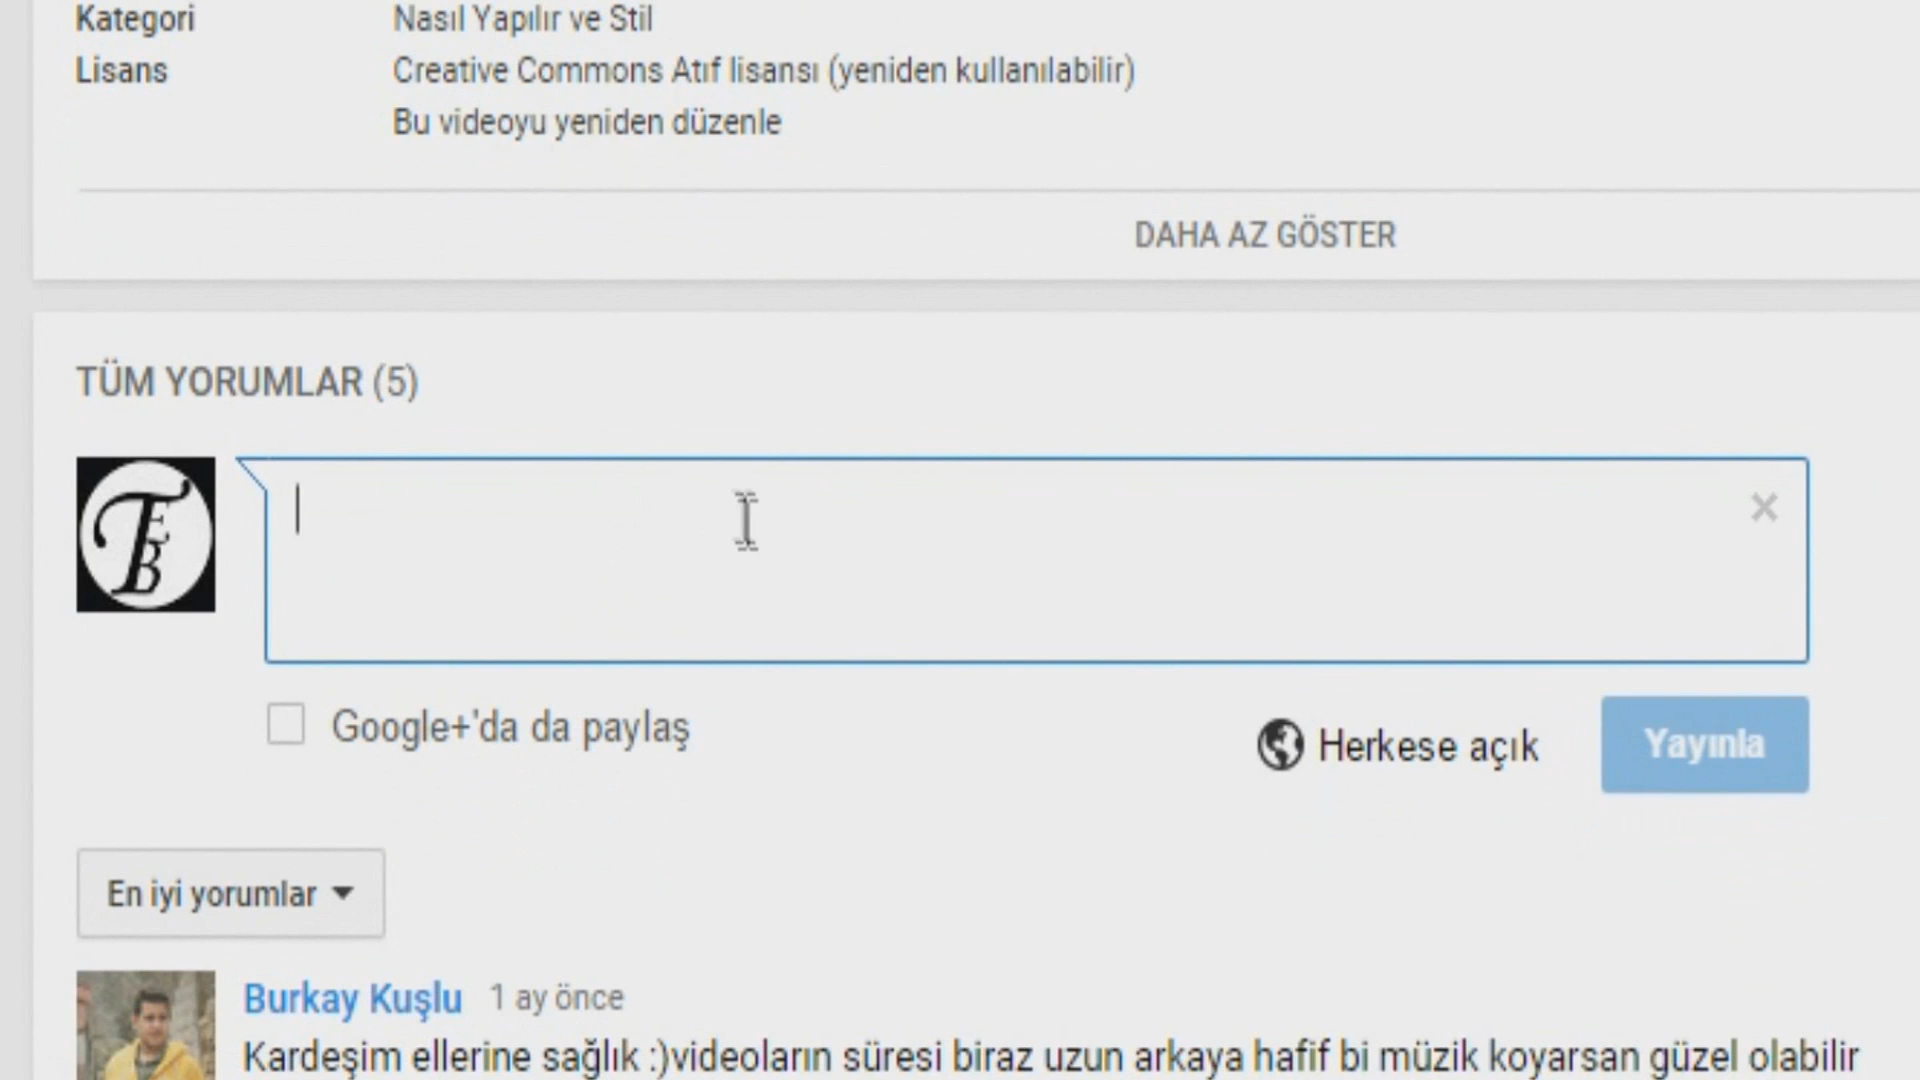 Kategori Nasıl Yapılır ve Stil
Lisans Creative Commons Atıf lisansı (yeniden kullanılabilir)
Bu videoyu yeniden düzenle
DAHA AZ GÖSTER
TÜM YORUMLAR (5)
TEB
Google+'da da paylaş
Herkese açık
Yayınla
En iyi yorumlar
Burkay Kuşlu 1 ay önce
Kardeşim ellerine sağlık :)videoların süresi biraz uzun arkaya hafif bi müzik koyarsan güzel olabilir